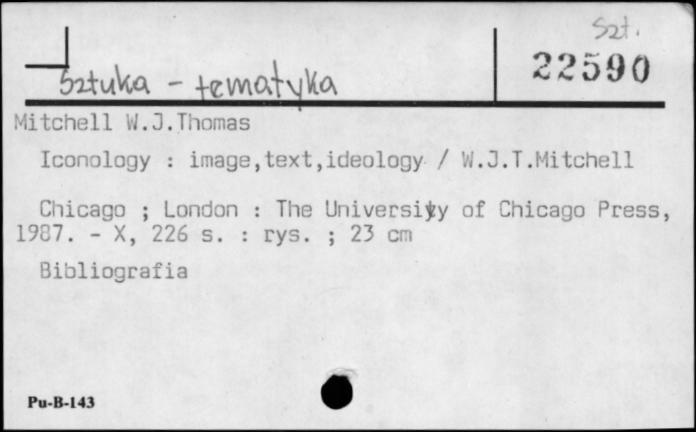 Szt.
22590
Sztuka - tematyka
Mitchell W.J.Thomas
Iconology : image,text,ideology / W.J.T.Mitchell
Chicago ; London : The University of Chicago Press,
1987. - X, 226 s. : rys. ; 23 cm
Bibliografia
Pu-B-143